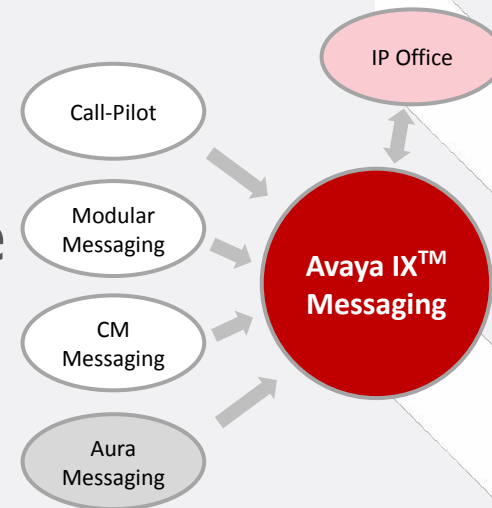 IP Office
Call-Pilot
Modular
Messaging
e
Avaya IX™
Messaging
CM
Messaging
Aura
Messaging